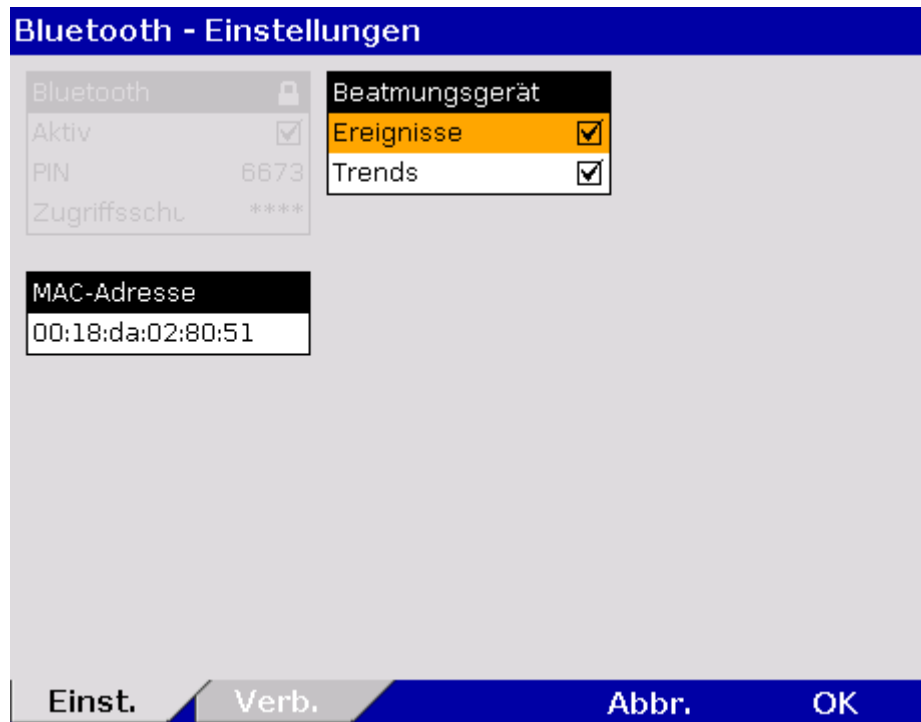 Bluetooth - Einstellungen
Bluetooth
Aktiv
PIN 6673
Zugriffsschu ****
Beatmungsgerät
Ereignisse
Trends
MAC-Adresse
00:18:da:02:80:51
Einst. Verb. Abbr. OK